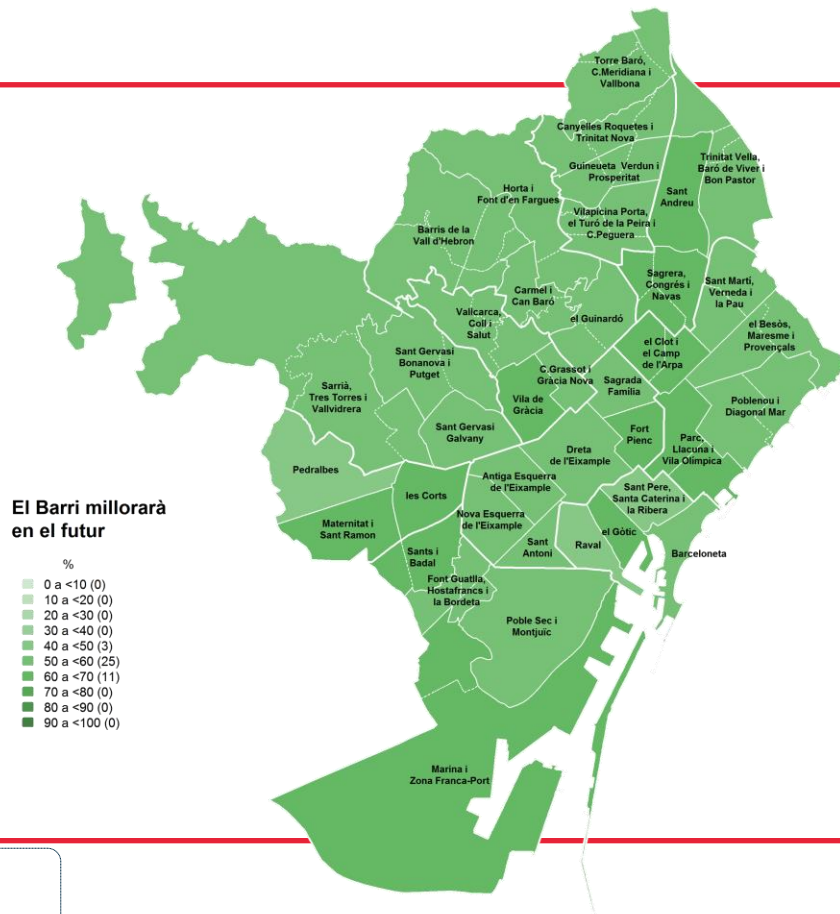 Torre Baró,
C.Meridiana i
Vallbona
Canyelles Roquetes i
Trinitat Nova
Guineueta Verdun i
Prosperitat
Trinitat Vella,
Baró de Viver i
Bon Pastor
Sant
Andreu
Horta i
Font d'en Fargues
Vilapicina Porta,
el Turó de la Peira i
C.Peguera
Barris de la
Vall d'Hebron
Sagrera,
Congrés i
Navas
Sant Martí,
Verneda i
la Pau
Carmel i
Can Baró
Vallcarca,
Coll i
Salut
el Guinardó
el Besòs,
Maresme i
Provençals
el Clot i
el Camp
de l'Arpa
Sant Gervasi
Bonanova i
Putget
C.Grassot i
Gràcia Nova
Sagrada
Família
Sarrià,
Tres Torres i
Vallvidrera
Vila de
Gràcia
Poblenou i
Diagonal Mar
Sant Gervasi
Galvany
Fort
Pienc
Parc,
Llacuna i
Vila Olímpica
Dreta
de l'Eixample
Pedralbes
Antiga Esquerra
de l'Eixample
Sant Pere,
Santa Caterina i
la Ribera
les Corts
Nova Esquerra
de l'Eixample
Maternitat i
Sant Ramon
el Gòtic
Sant
Antoni
Raval
Barceloneta
Sants i
Badal
Font Guatlla,
Hostafrancs i
la Bordeta
Poble Sec i
Montjuïc
Marina i
Zona Franca-Port
El Barri millorarà
en el futur
%
0 a <10 (0)
10 a <20 (0)
20 a <30 (0)
30 a <40 (0)
40 a <50 (3)
50 a <60 (25)
60 a <70 (11)
70 a <80 (0)
80 a <90 (0)
90 a <100 (0)